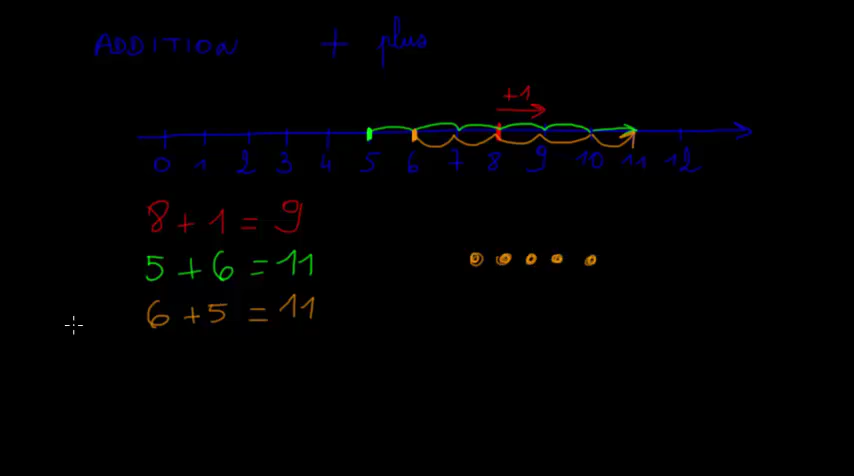 ADDITION + plus
+1
0 1 2 3 4 5 6 7 8 9 10 11 12
8 + 1 = 9
5 + 6 = 11
6 + 5 = 11